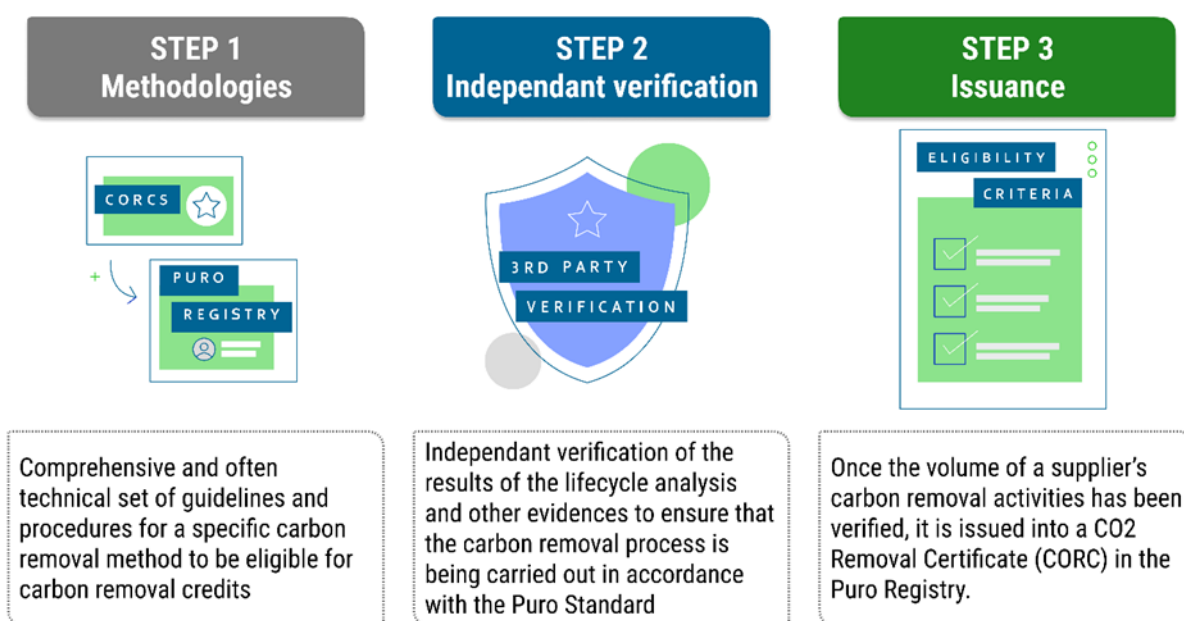 STEP 1
Methodologies
STEP 2
Independant verification
STEP 3
Issuance
CORCS
PURO
REGISTRY
3RD PARTY
VERIFICATION
ELIGIBILITY
CRITERIA
Comprehensive and often
technical set of guidelines and
procedures for a specific carbon
removal method to be eligible for
carbon removal credits
Independant verification of the
results of the lifecycle analysis
and other evidences to ensure that
the carbon removal process is
being carried out in accordance
with the Puro Standard
Once the volume of a supplier's
carbon removal activities has been
verified, it is issued into a CO2
Removal Certificate (CORC) in the
Puro Registry.